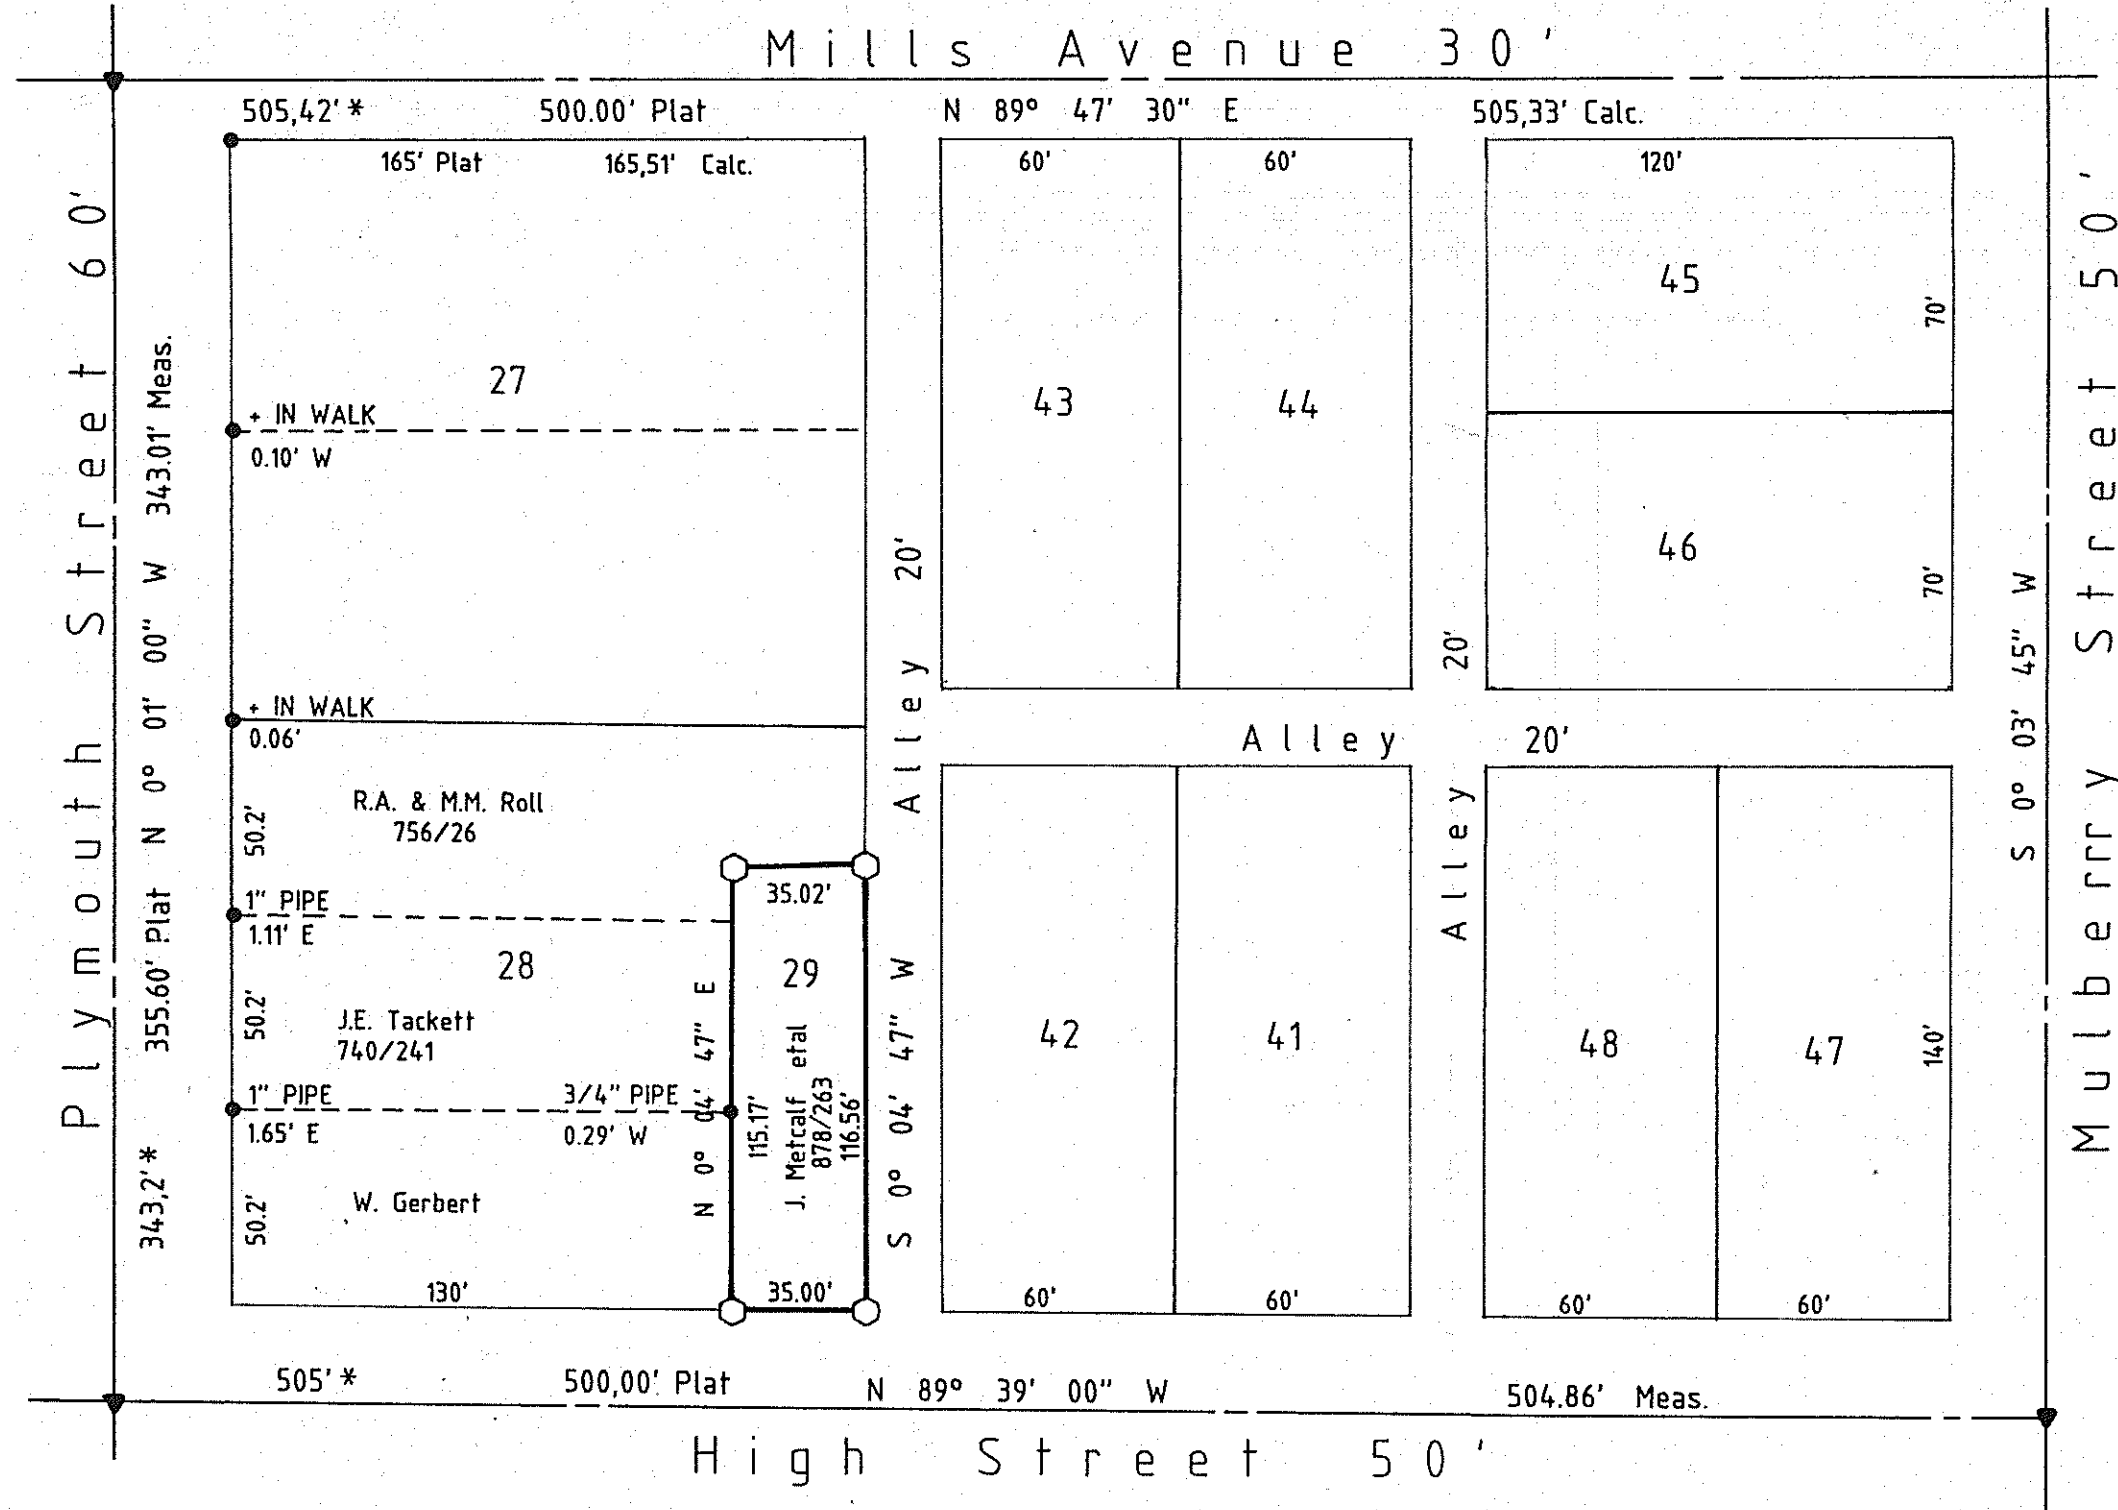 Mills Avenue 30'
505,42' * 500.00' Plat N 89° 47' 30" E 505,33' Calc.
165' Plat 165,51' Calc.
60' 60' 120'
Plymouth Street 60'
343,2'* 355.60' Plat N 0° 01' 00" W 343.01' Meas.
27
+ IN WALK
0.10' W
+ IN WALK
0.06'
50.2'
R.A. & M.M. Roll
756/26
1" PIPE
1.11' E
28
50.2'
J.E. Tackett
740/241
1" PIPE
1.65' E
3/4" PIPE
0.29' W
50.2'
W. Gerbert
130'
N 0° 04' 47" E
35.02'
29
115.17'
J. Metcalf etal
878/263
116.56'
35.00'
S 0° 04' 47" W
Alley 20'
43
44
45
70'
46
70'
20'
Alley 20'
Alley
42
41
48
47
140'
60' 60' 60' 60'
S 0° 03' 45" W
Mulberrry Street 50'
505' * 500,00' Plat N 89° 39' 00" W 504.86' Meas.
High Street 50'